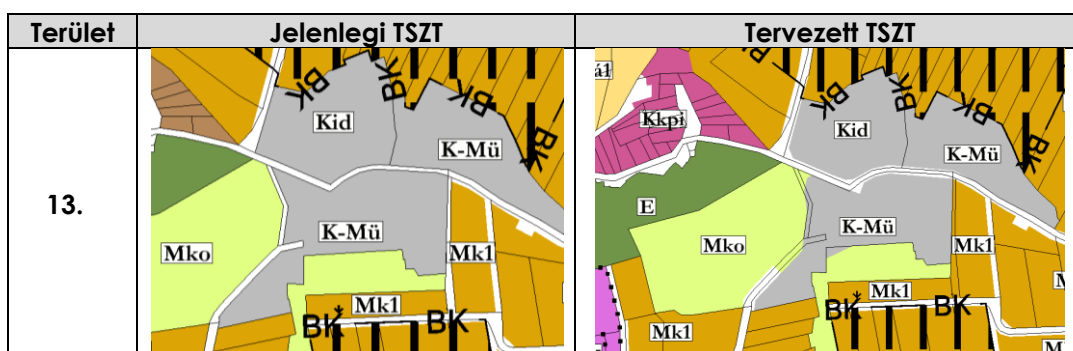 Terület Jelenlegi TSZT Tervezett TSZT
13.
BK BK
Kid
BK
K-Mü
BK
K-Mü
Mko
Mk1
Mk1
BK BK
Kkpi
BK BK BK
Kid
BK
K-Mü
BK
E
K-Mü
Mko
Mk1
Mk1
BK BK
Mk1